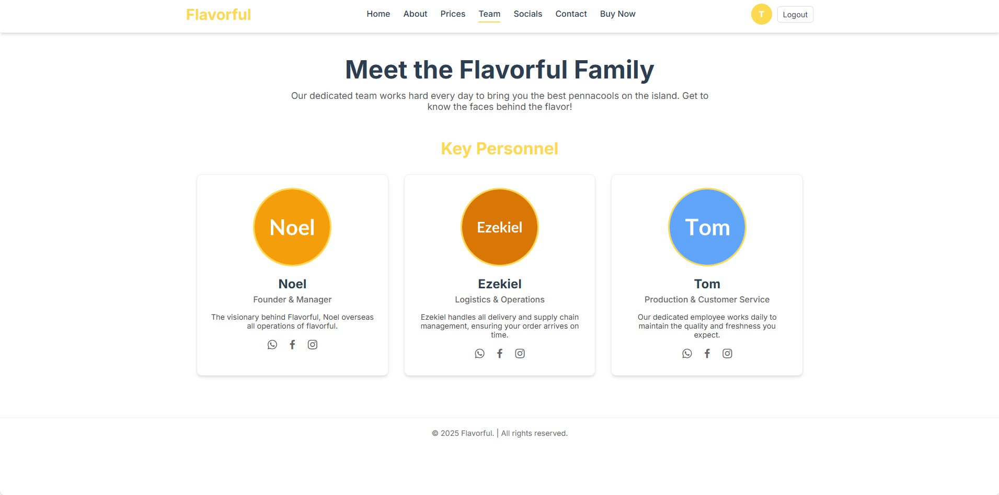 Flavorful
Home About Prices Team Socials Contact Buy Now
T Logout
Meet the Flavorful Family
Our dedicated team works hard every day to bring you the best pennacools on the island. Get to
know the faces behind the flavor!
Key Personnel
Noel
Noel
Founder & Manager
The visionary behind Flavorful, Noel overseas
all operations of flavorful.
Ezekiel
Ezekiel
Logistics & Operations
Ezekiel handles all delivery and supply chain
management, ensuring your order arrives on
time.
Tom
Tom
Production & Customer Service
Our dedicated employee works daily to
maintain the quality and freshness you
expect.
© 2025 Flavorful. | All rights reserved.